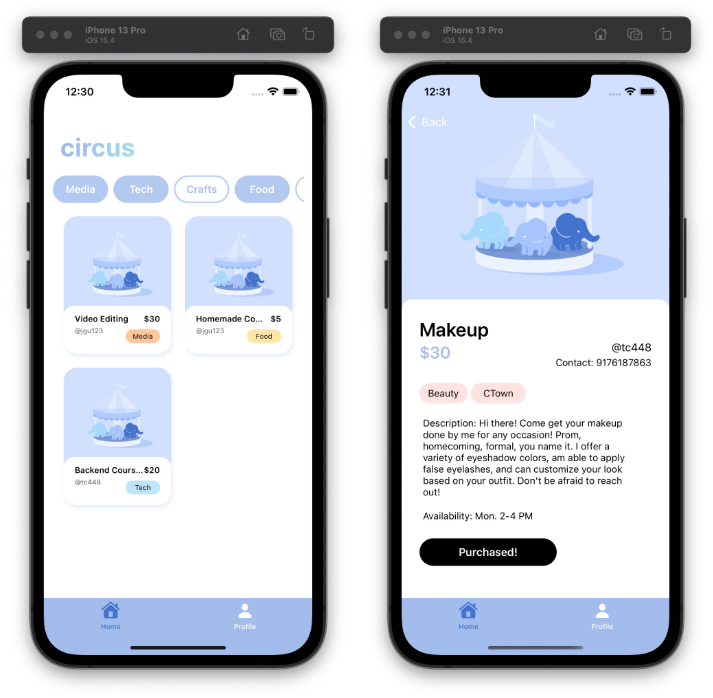 iPhone 13 Pro
iOS 15.4
12:30
circus
Media
Tech
Crafts
Food
Video Editing $30
@jgu123
Media
Homemade Co... $5
@jgu123
Food
Backend Cours... $20
@tc448
Tech
Home
Profile
iPhone 13 Pro
iOS 15.4
12:31
Back
Makeup
$30
@tc448
Contact: 9176187863
Beauty
CTown
Description: Hi there! Come get your makeup
done by me for any occasion! Prom,
homecoming, formal, you name it. I offer a
variety of eyeshadow colors, am able to apply
false eyelashes, and can customize your look
based on your outfit. Don't be afraid to reach
out!
Availability: Mon. 2-4 PM
Purchased!
Home
Profile